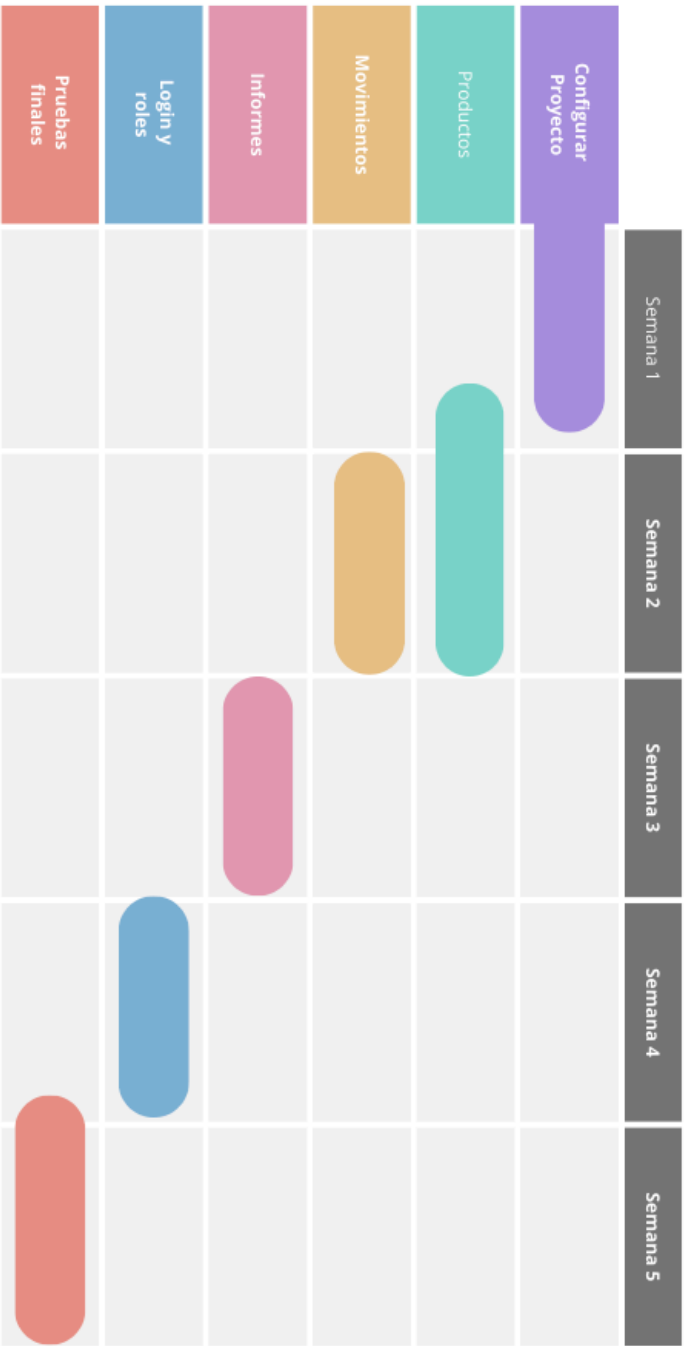 Semana 1
Semana 2
Semana 3
Semana 4
Semana 5
Configurar
Proyecto
Productos
Movimientos
Informes
Login y
roles
Pruebas
finales